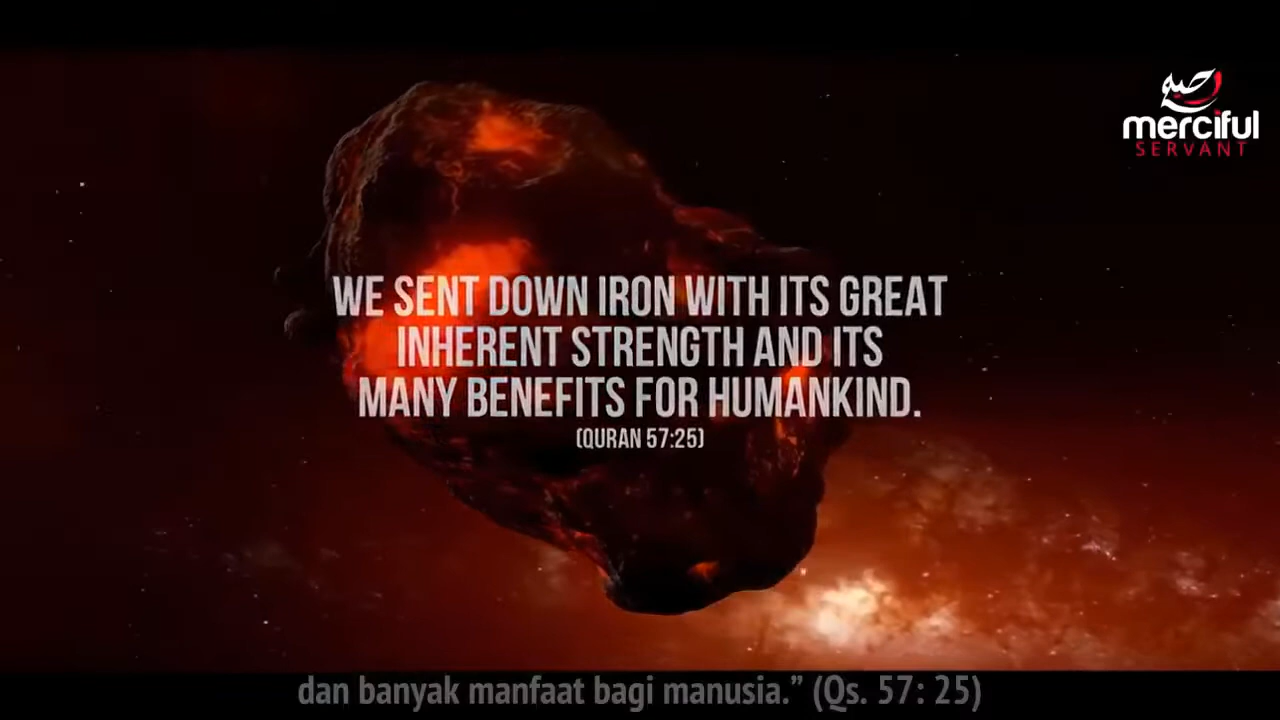 merciful
SERVANT
WE SENT DOWN IRON WITH ITS GREAT
INHERENT STRENGTH AND ITS
MANY BENEFITS FOR HUMANKIND.
(QURAN 57:25)
dan banyak manfaat bagi manusia.” (Qs. 57: 25)